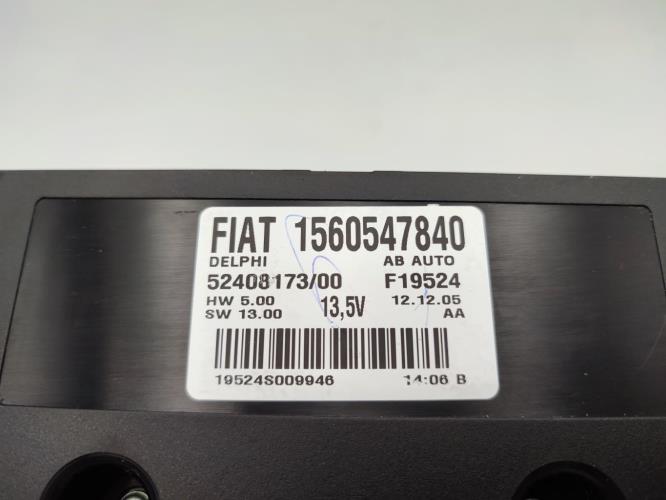 FIAT 1560547840
DELPHI AB AUTO
52408173/00 F19524
HW 5.00 13,5V 12.12.05
SW 13.00 AA
19524S009946 14:06 B